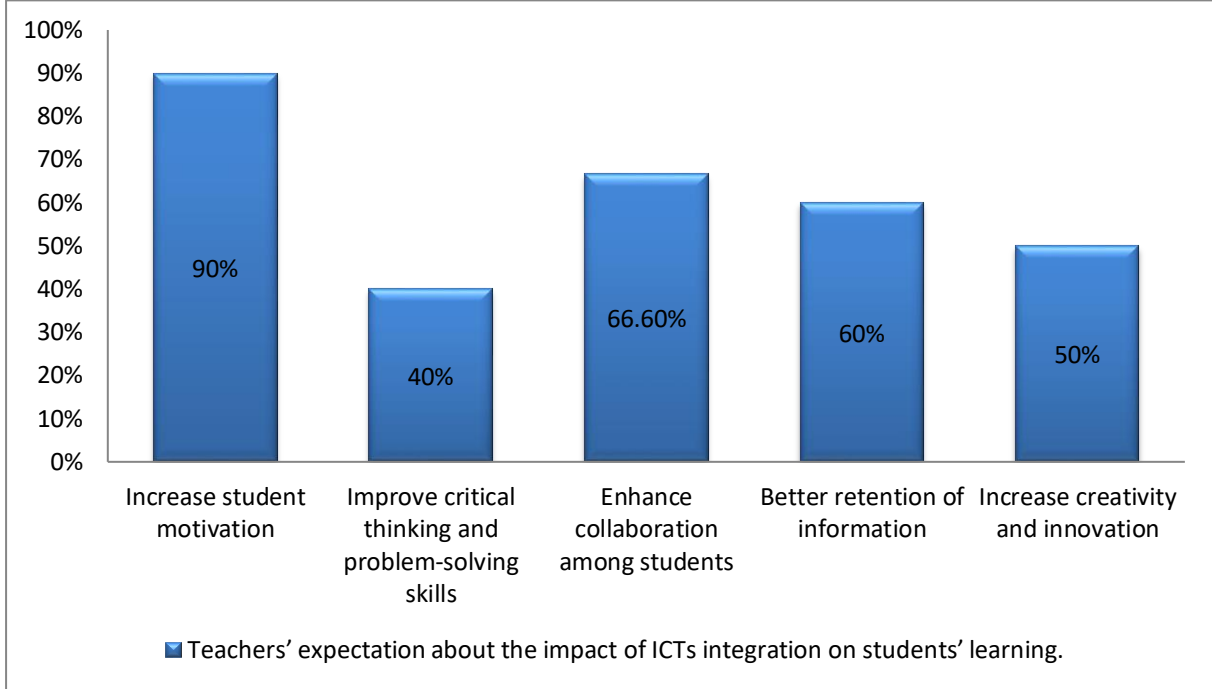 100%
90%
80%
70%
60%
50%
40%
30%
20%
10%
0%
90%
40%
66.60%
60%
50%
Increase student
motivation
Improve critical
thinking and
problem-solving
skills
Enhance
collaboration
among students
Better retention of
information
Increase creativity
and innovation
Teachers’ expectation about the impact of ICTs integration on students’ learning.